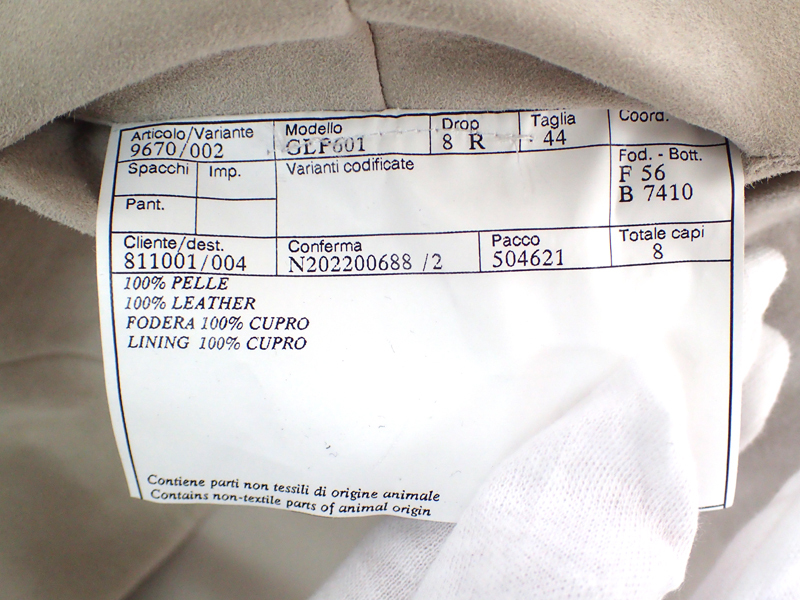 Articolo/Variante Modello Drop Taglia Coord.
9670/002 GLF601 8 R 44
Spacchi Imp. Varianti codificate Fod. - Bott.
F 56
B 7410
Pant.
Cliente/dest. Conferma Pacco Totale capi
811001/004 N202200688 /2 504621 8
100% PELLE
100% LEATHER
FODERA 100% CUPRO
LINING 100% CUPRO
Contiene parti non tessili di origine animale
Contains non-textile parts of animal origin